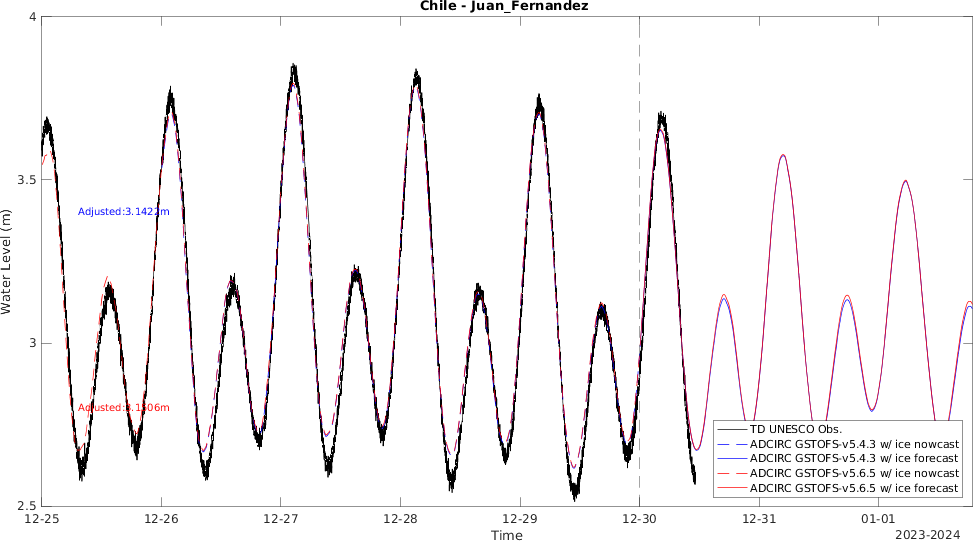 Chile - Juan_Fernandez
4
3.5
3
2.5
Water Level (m)
Adjusted:3.1422m
Adjusted:3.1506m
TD UNESCO Obs.
ADCIRC GSTOFS-v5.4.3 w/ ice nowcast
ADCIRC GSTOFS-v5.4.3 w/ ice forecast
ADCIRC GSTOFS-v5.6.5 w/ ice nowcast
ADCIRC GSTOFS-v5.6.5 w/ ice forecast
12-25 12-26 12-27 12-28 12-29 12-30 12-31 01-01
Time
2023-2024